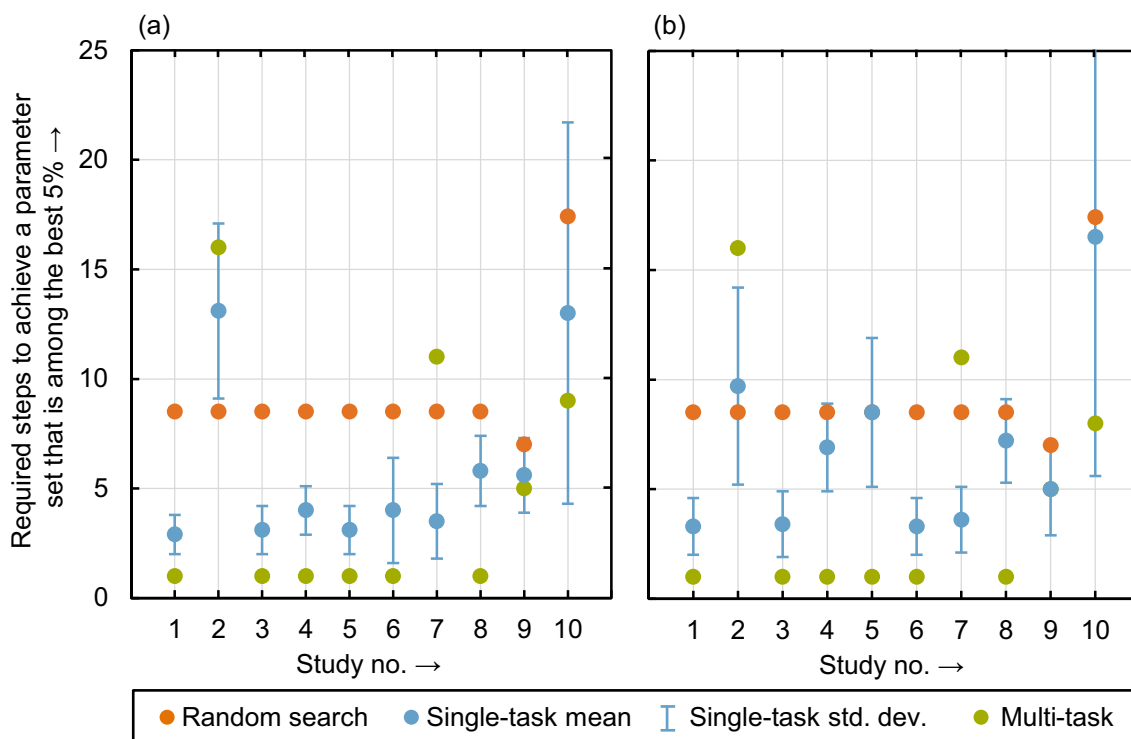 (a)
(b)
Required steps to achieve a parameter
set that is among the best 5% →
25
20
15
10
5
0
1 2 3 4 5 6 7 8 9 10
1 2 3 4 5 6 7 8 9 10
Study no. →
Study no. →
Random search Single-task mean Single-task std. dev. Multi-task